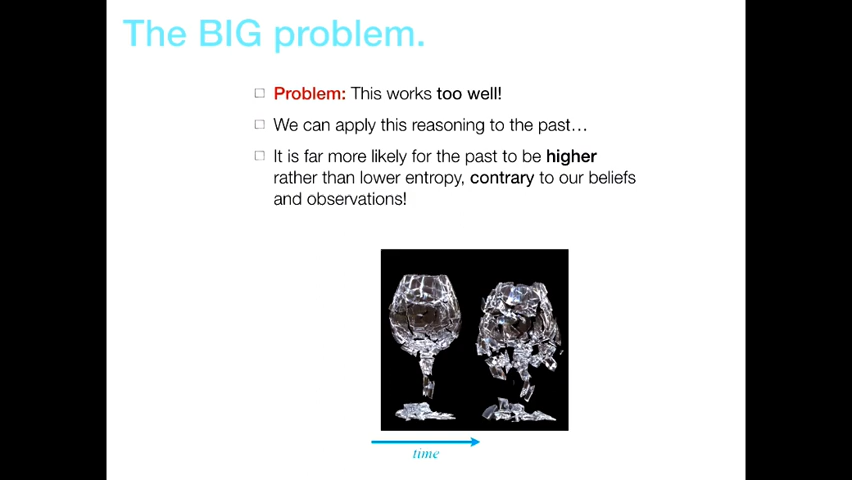 The BIG problem.
Problem: This works too well!
We can apply this reasoning to the past…
It is far more likely for the past to be higher
rather than lower entropy, contrary to our beliefs
and observations!
time